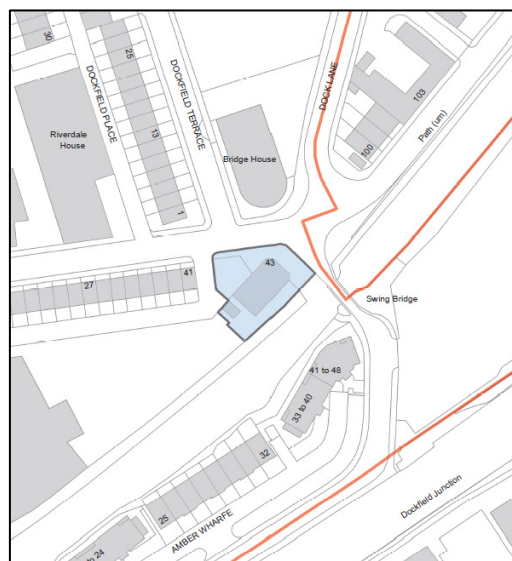 30
25
DOCKFIELD PLACE
DOCKFIELD TERRACE
DOCK LANE
103
Riverdale
House
13
Bridge House
Path (um)
100
1
43
41
27
Swing Bridge
41 to 48
33 to 40
32
25
AMBER WHARFE
Dockfield Junction
to 24